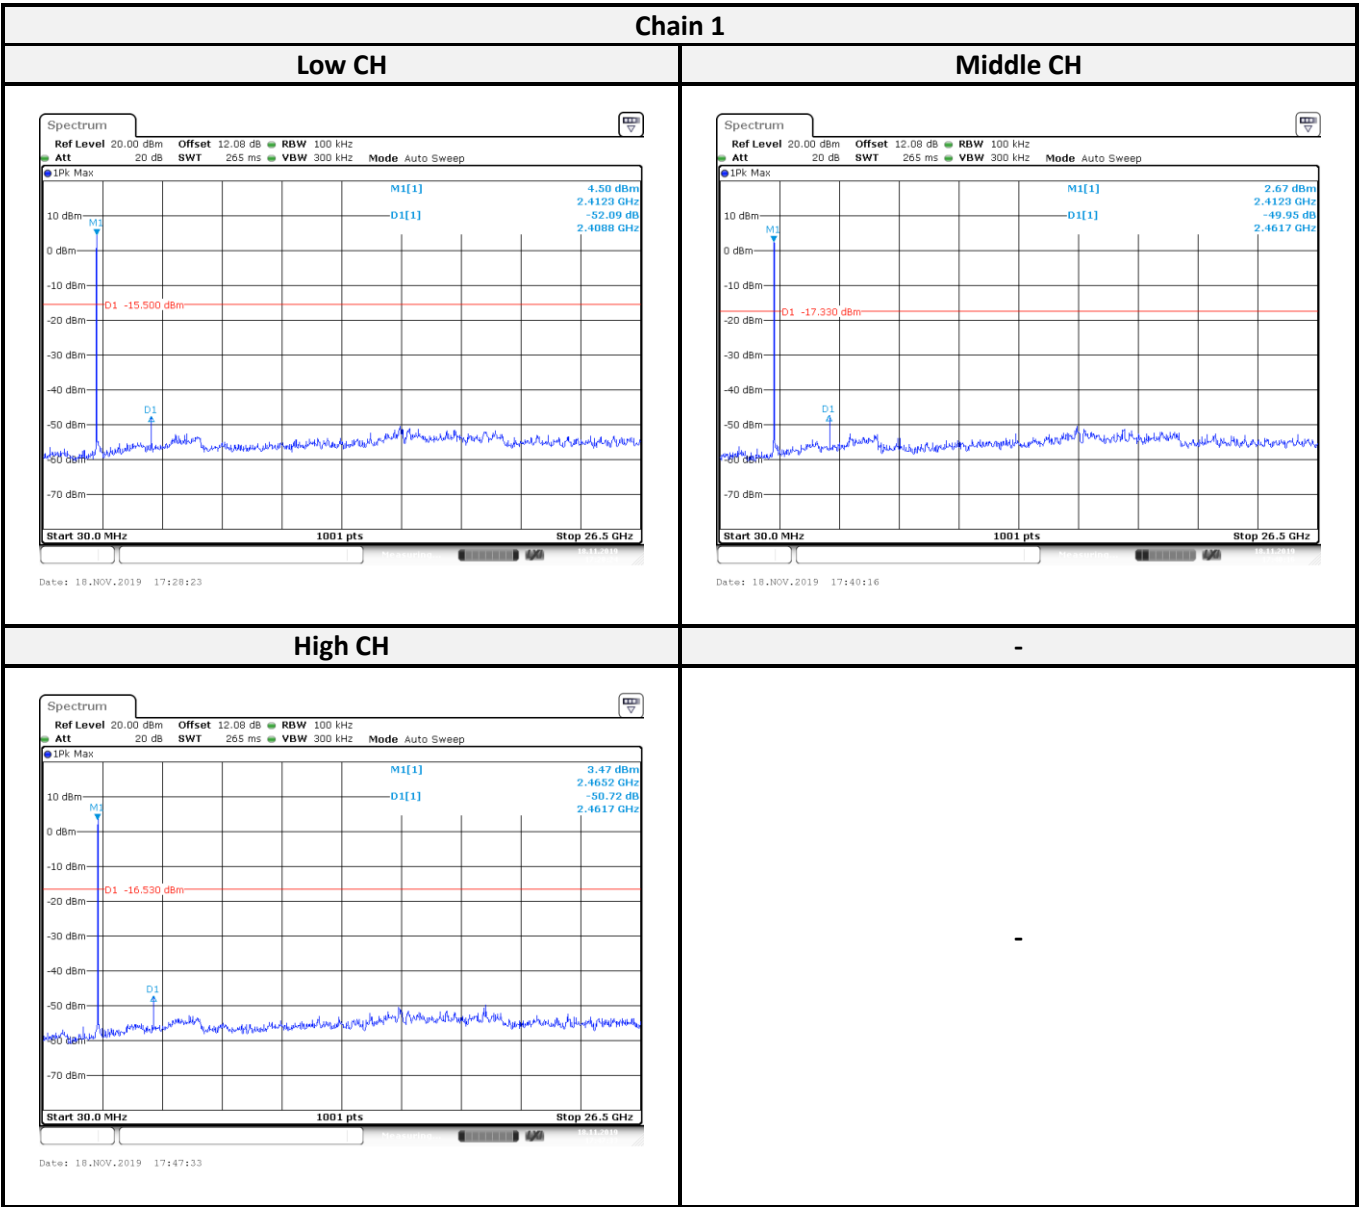 Chain 1
Low CH
Middle CH
Spectrum
Ref Level 20.00 dBm Offset 12.08 dB RBW 100 kHz
Att 20 dB SWT 265 ms VBW 300 kHz Mode Auto Sweep
1Pk Max
M1[1] 4.50 dBm
2.4123 GHz
D1[1] -52.09 dB
2.4088 GHz
10 dBm
M1
0 dBm
-10 dBm
D1 -15.500 dBm
-20 dBm
-30 dBm
-40 dBm
D1
-50 dBm
-60 dBm
-70 dBm
Start 30.0 MHz 1001 pts Stop 26.5 GHz
Date: 18.NOV.2019 17:28:23
Spectrum
Ref Level 20.00 dBm Offset 12.08 dB RBW 100 kHz
Att 20 dB SWT 265 ms VBW 300 kHz Mode Auto Sweep
1Pk Max
M1[1] 2.67 dBm
2.4123 GHz
D1[1] -49.95 dB
2.4617 GHz
10 dBm
M1
0 dBm
-10 dBm
D1 -17.330 dBm
-20 dBm
-30 dBm
-40 dBm
D1
-50 dBm
-60 dBm
-70 dBm
Start 30.0 MHz 1001 pts Stop 26.5 GHz
Date: 18.NOV.2019 17:40:16
High CH
-
Spectrum
Ref Level 20.00 dBm Offset 12.08 dB RBW 100 kHz
Att 20 dB SWT 265 ms VBW 300 kHz Mode Auto Sweep
1Pk Max
M1[1] 3.47 dBm
2.4652 GHz
D1[1] -50.72 dB
2.4617 GHz
10 dBm
M1
0 dBm
-10 dBm
D1 -16.530 dBm
-20 dBm
-30 dBm
-40 dBm
D1
-50 dBm
-60 dBm
-70 dBm
Start 30.0 MHz 1001 pts Stop 26.5 GHz
Date: 18.NOV.2019 17:47:33
-